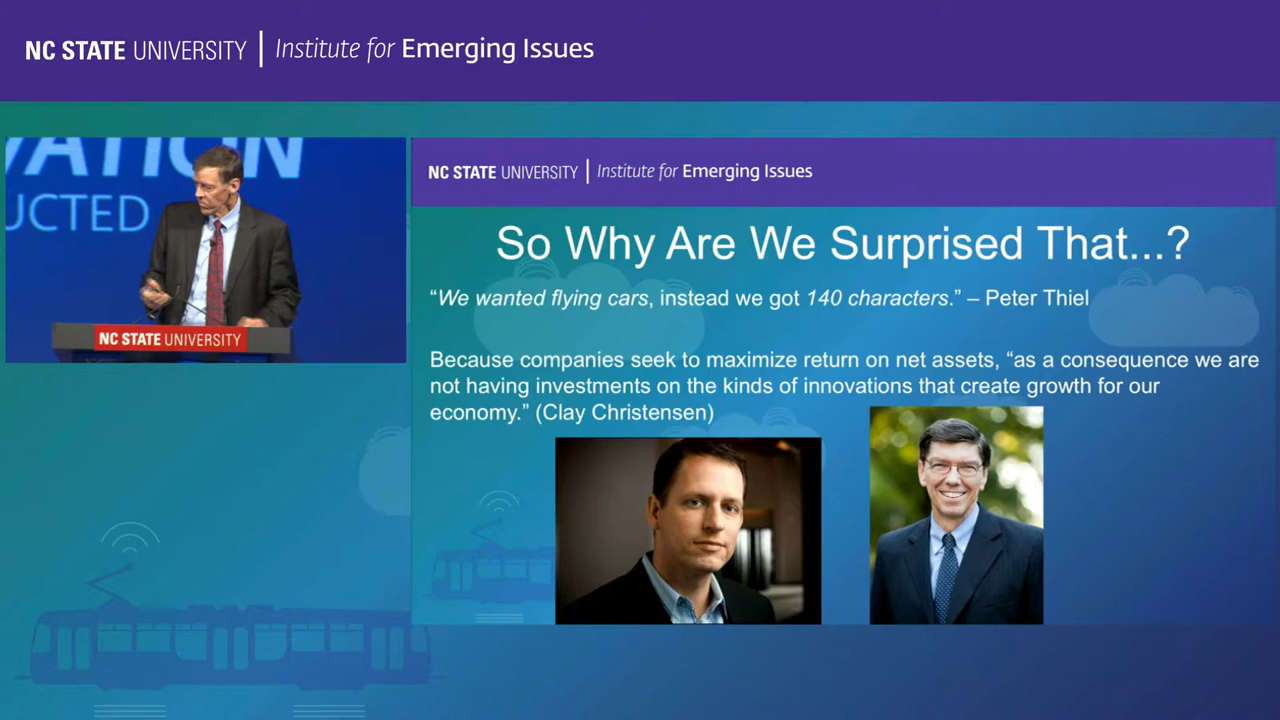 NC STATE UNIVERSITY | Institute for Emerging Issues
VATION
UCTED
NC STATE UNIVERSITY
NC STATE UNIVERSITY | Institute for Emerging Issues
So Why Are We Surprised That...?
“We wanted flying cars, instead we got 140 characters.” – Peter Thiel
Because companies seek to maximize return on net assets, “as a consequence we are
not having investments on the kinds of innovations that create growth for our
economy.” (Clay Christensen)